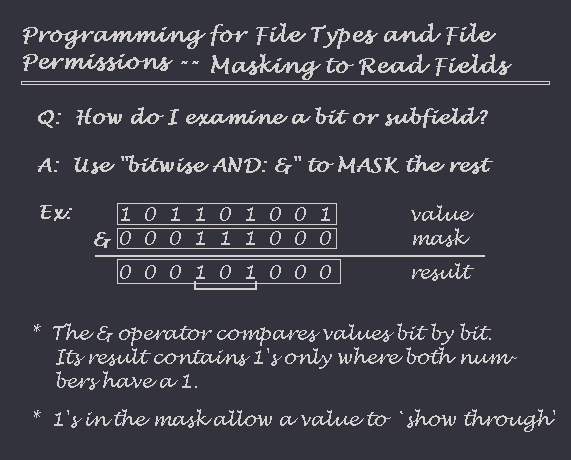 Programming for File Types and File
Permissions -- Masking to Read Fields
Q: How do I examine a bit or subfield?
A: Use "bitwise AND: &" to MASK the rest
Ex: 1 0 1 1 0 1 0 0 1 value
& 0 0 0 1 1 1 0 0 0 mask
0 0 0 1 0 1 0 0 0 result
* The & operator compares values bit by bit.
Its result contains 1's only where both num-
bers have a 1.
* 1's in the mask allow a value to `show through'